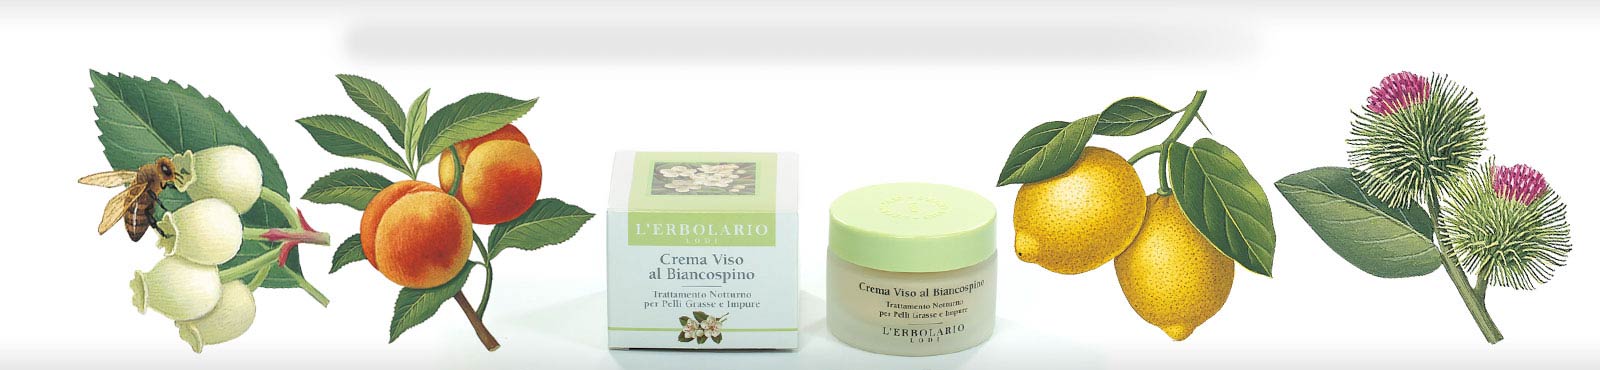 L'ERBOLARIO
LODI
Crema Viso
al Biancospino
Trattamento Notturno
per Pelli Grasse e Impure
Crema Viso al Biancospino
Trattamento Notturno
per Pelli Grasse e Impure
L'ERBOLARIO
LODI